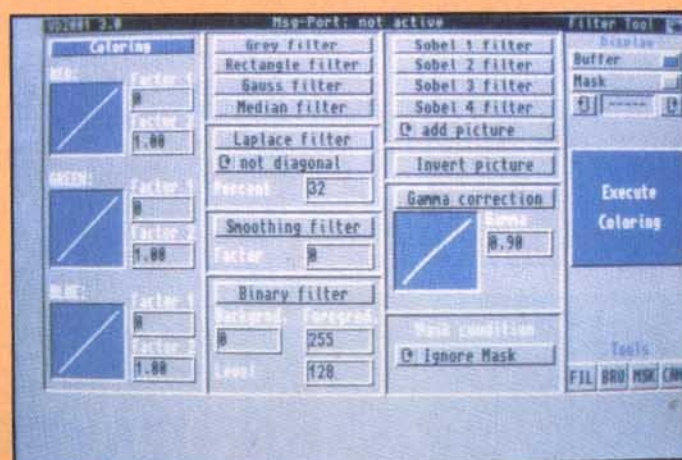 Msg-Port: not active
Filter Tool
Coloring
RED:
Factor 1
0
Factor 2
1.00
GREEN:
Factor 1
0
Factor 2
1.00
BLUE:
Factor 1
0
Factor 2
1.00
Grey filter
Rectangle filter
Gauss filter
Median filter
Laplace filter
not diagonal
Percent
32
Smoothing filter
Factor
0
Binary filter
Backgrnd.
Foregrnd.
0
255
Level
128
Sobel 1 filter
Sobel 2 filter
Sobel 3 filter
Sobel 4 filter
add picture
Invert picture
Gamma correction
Gamma
0.90
Mask condition
Ignore Mask
Display
Buffer
Mask
-----
Execute
Coloring
Tools
FIL BRU MSK